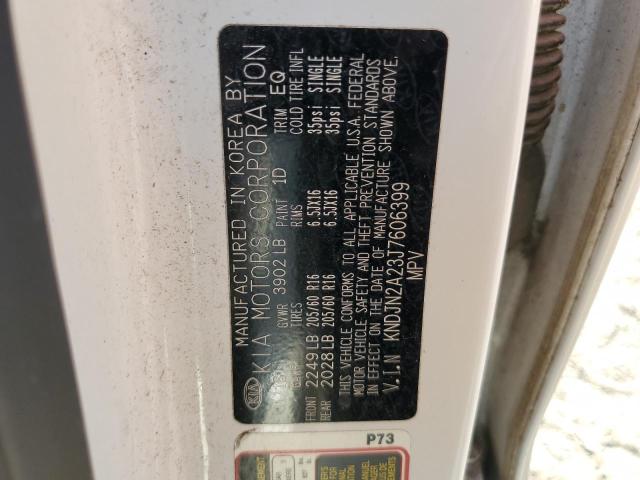 MANUFACTURED IN KOREA BY
KIA MOTORS CORPORATION
KIA
GVWR PAINT TRIM
3902 LB 1D EQ
GAWR TIRES RIMS COLD TIRE INFL
FRONT 2249 LB 205/60 R16 6.5JX16 35psi SINGLE
REAR 2028 LB 205/60 R16 6.5JX16 35psi SINGLE
THIS VEHICLE CONFORMS TO ALL APPLICABLE U.S.A. FEDERAL
MOTOR VEHICLE SAFETY AND THEFT PREVENTION STANDARDS
IN EFFECT ON THE DATE OF MANUFACTURE SHOWN ABOVE.
V.I.N KNDJN2A23J7606399
MPV
P73